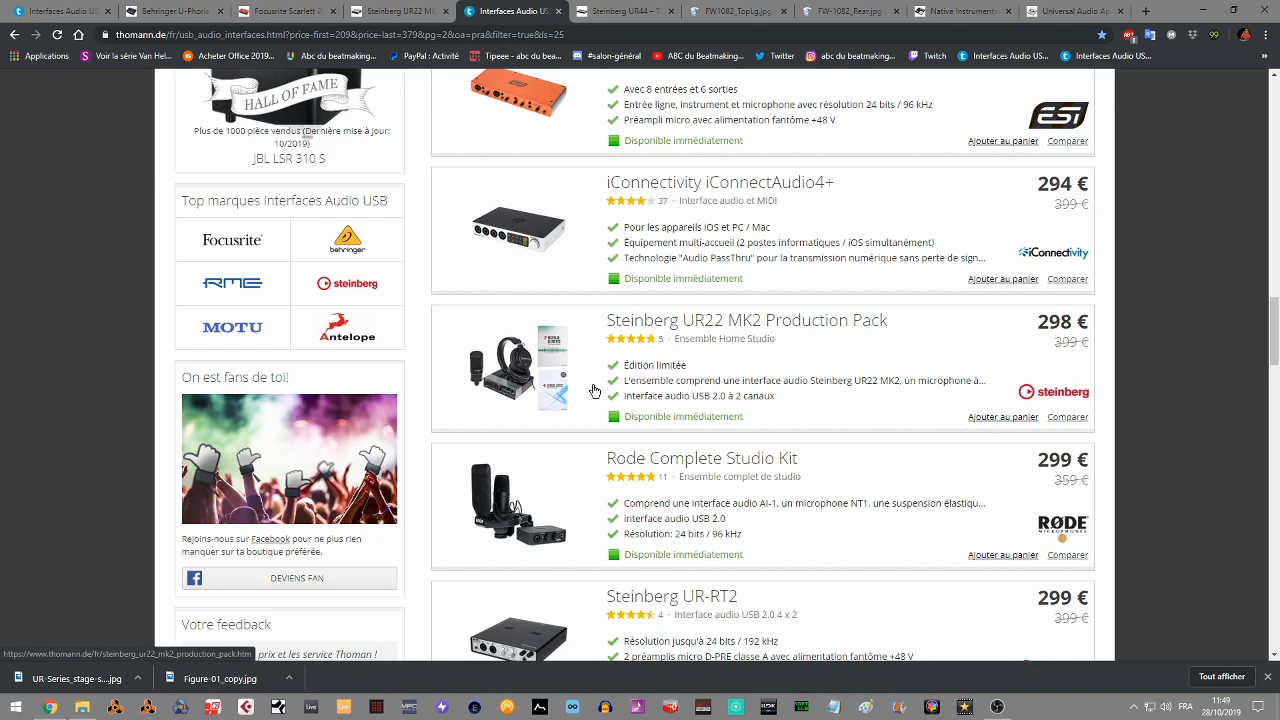 Interfaces Audio US
Behringer U-Phorie
Focusrite Scarlett 2i
Steinberg UR22 MK
Interfaces Audio US
Steinberg UR44 – T
FW1082_TopLg.jpg
FW-1082_Rear.jpg
Native Instrument
Universal Audio Ap
thomann.de/fr/usb_audio_interfaces.html?price-first=209&price-last=379&pg=2&oa=pra&filter=true&ls=25
Applications
Voir la série Van Hel...
Acheter Office 2019...
ABC du beatmaking...
PayPal : Activité
Tipeee - abc du bea...
#salon-général
ABC du Beatmaking...
Twitter
Imgur
Twitch
Interfaces Audio US...
Interfaces Audio US...
»
HALL OF FAME
Plus de 1000 pièce vendus (Dernière mise à jour:
10/2019)
JBL LSR 310 S
Top marques Interfaces Audio USB
Focusrite
behringer
RME
steinberg
MOTU
Antelope
On est fans de toi!
Rejoins-nous sur Facebook pour ne plus rien
manquer sur ta boutique préférée.
DEVIENS FAN
Votre feedback
prix et les service Thomann !
Avec 8 entrées et 6 sorties
Entrée ligne, instrument et microphone avec résolution 24 bits / 96 kHz
Préampli micro avec alimentation fantôme +48 V
Disponible immédiatement
ESI
Ajouter au panier Comparer
iConnectivity iConnectAudio4+
294 €
37 · Interface audio et MIDI
399 €
Pour les appareils iOS et PC / Mac
Équipement multi-accueil (2 postes informatiques / iOS simultanément)
Technologie "Audio PassThru" pour la transmission numérique sans perte de sign...
iConnectivity
Disponible immédiatement
Ajouter au panier Comparer
Steinberg UR22 MK2 Production Pack
298 €
5 · Ensemble Home Studio
399 €
Édition limitée
L'ensemble comprend une interface audio Steinberg UR22 MK2, un microphone à...
Interface audio USB 2.0 à 2 canaux
steinberg
Disponible immédiatement
Ajouter au panier Comparer
Rode Complete Studio Kit
299 €
11 · Ensemble complet de studio
359 €
Comprend une interface audio AI-1, un microphone NT1, une suspension élastiqu...
interface audio USB 2.0
Résolution: 24 bits / 96 kHz
RØDE
MICROPHONES
Disponible immédiatement
Ajouter au panier Comparer
Steinberg UR-RT2
299 €
4 · Interface audio USB 2.0 4 x 2
399 €
Résolution jusqu'à 24 bits / 192 kHz
2 préamplis micro D-PRE classe A avec alimentation fantôme +48 V
https://www.thomann.de/fr/steinberg_ur22_mk2_production_pack.htm
UR-Series_stage-s....jpg
Figure-01_copy.jpg
Tout afficher
FRA
11:49
28/10/2019